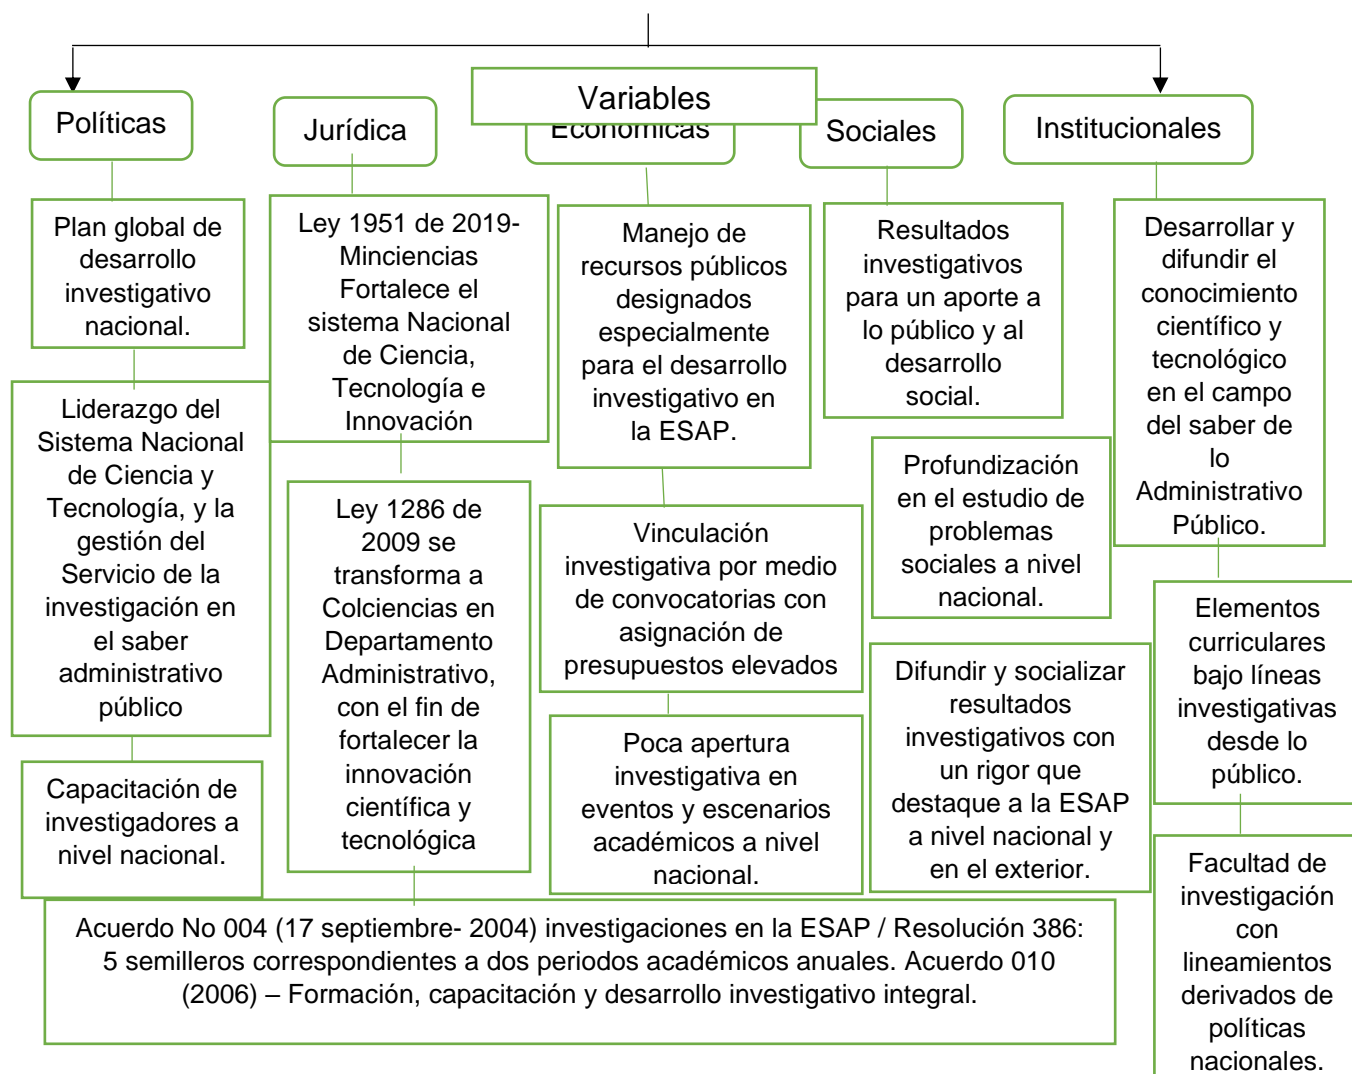 Variables
Políticas
Jurídica
Económicas
Sociales
Institucionales
Plan global de
desarrollo
investigativo
nacional.
Liderazgo del
Sistema Nacional
de Ciencia y
Tecnología, y la
gestión del
Servicio de la
investigación en
el saber
administrativo
público
Capacitación de
investigadores a
nivel nacional.
Ley 1951 de 2019-
Minciencias
Fortalece el
sistema Nacional
de Ciencia,
Tecnología e
Innovación
Ley 1286 de
2009 se
transforma a
Colciencias en
Departamento
Administrativo,
con el fin de
fortalecer la
innovación
científica y
tecnológica
Manejo de
recursos públicos
designados
especialmente
para el desarrollo
investigativo en
la ESAP.
Vinculación
investigativa por medio
de convocatorias con
asignación de
presupuestos elevados
Poca apertura
investigativa en
eventos y escenarios
académicos a nivel
nacional.
Resultados
investigativos
para un aporte a
lo público y al
desarrollo
social.
Profundización
en el estudio de
problemas
sociales a nivel
nacional.
Difundir y socializar
resultados
investigativos con
un rigor que
destaque a la ESAP
a nivel nacional y
en el exterior.
Desarrollar y
difundir el
conocimiento
científico y
tecnológico
en el campo
del saber de
lo
Administrativo
Público.
Elementos
curriculares
bajo líneas
investigativas
desde lo
público.
Facultad de
investigación
con
lineamientos
derivados de
políticas
nacionales.
Acuerdo No 004 (17 septiembre- 2004) investigaciones en la ESAP / Resolución 386:
5 semilleros correspondientes a dos periodos académicos anuales. Acuerdo 010
(2006) – Formación, capacitación y desarrollo investigativo integral.